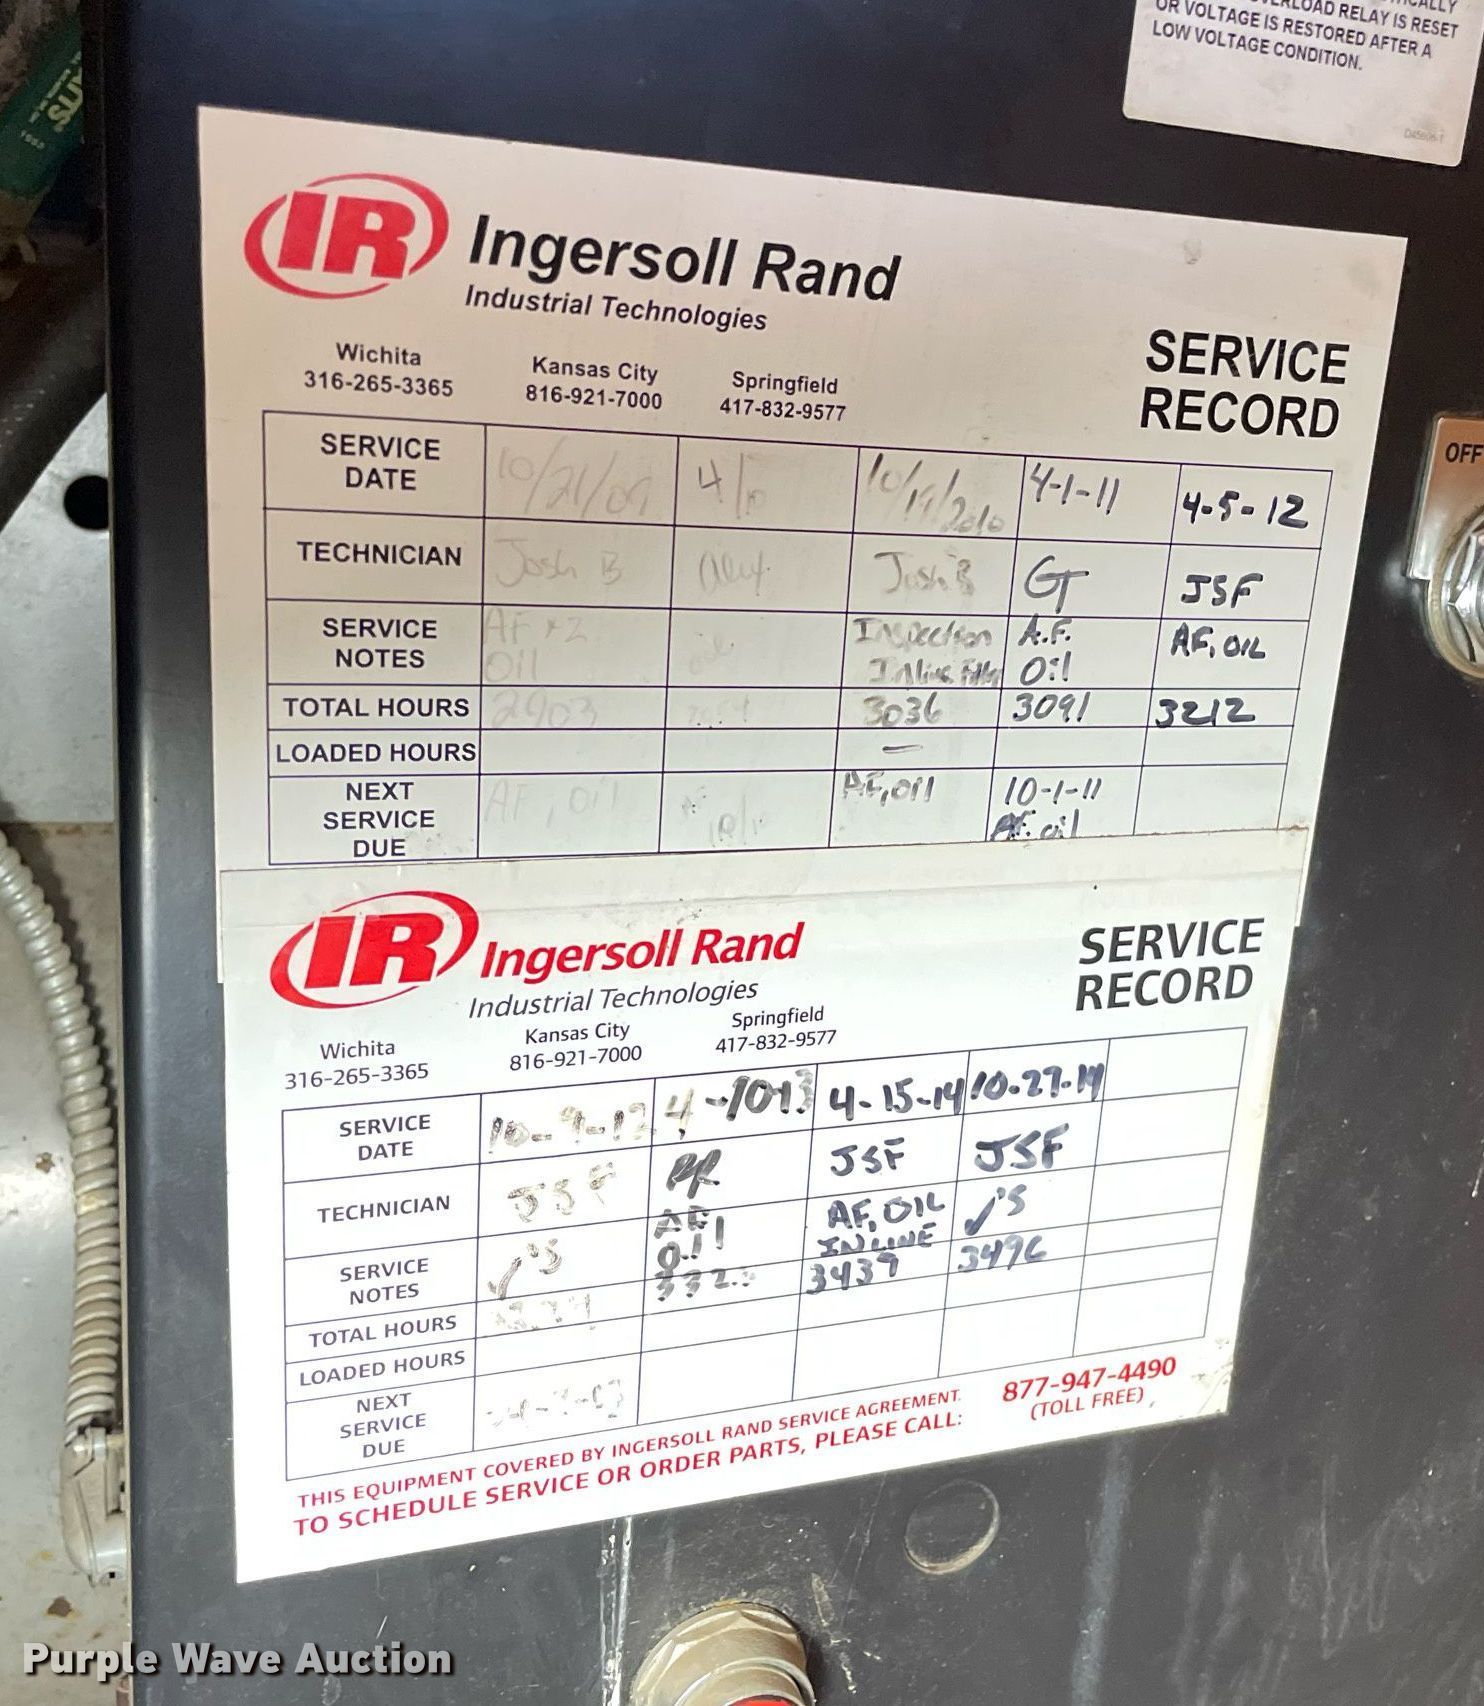 OVERLOAD RELAY IS RESET
OR VOLTAGE IS RESTORED AFTER A
LOW VOLTAGE CONDITION.
OFF
IR Ingersoll Rand
Industrial Technologies
Wichita Kansas City Springfield
316-265-3365 816-921-7000 417-832-9577
SERVICE
RECORD
SERVICE DATE 10/21/09 4/10 10/19/2010 4-1-11 4-5-12
TECHNICIAN Josh B Josh B GT JSF
SERVICE NOTES AF x2 Oil Inspection Inline Filter A.F. Oil AF, OIL
TOTAL HOURS 2903 3036 3091 3212
LOADED HOURS —
NEXT SERVICE DUE AF, Oil AF, oil 10-1-11 AF. oil
IR Ingersoll Rand
Industrial Technologies
Wichita Kansas City Springfield
316-265-3365 816-921-7000 417-832-9577
SERVICE
RECORD
SERVICE DATE 10-9-12 4-10-13 4-15-14 10-27-14
TECHNICIAN JSF JSF JSF
SERVICE NOTES ✓'S AF Oil AF, OIL INLINE ✓'S
TOTAL HOURS 3439 3496
LOADED HOURS
NEXT SERVICE DUE
THIS EQUIPMENT COVERED BY INGERSOLL RAND SERVICE AGREEMENT.
TO SCHEDULE SERVICE OR ORDER PARTS, PLEASE CALL:
877-947-4490
(TOLL FREE)
Purple Wave Auction